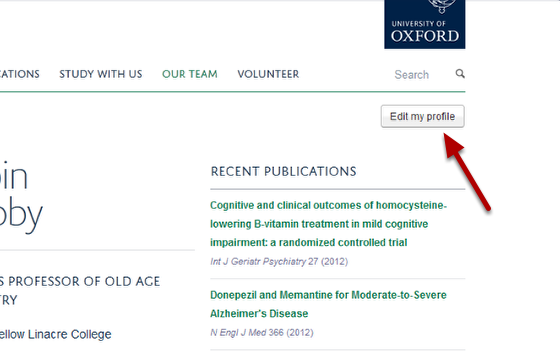 UNIVERSITY OF
OXFORD
CATIONS STUDY WITH US OUR TEAM VOLUNTEER Search
Edit my profile
RECENT PUBLICATIONS
Cognitive and clinical outcomes of homocysteine-
lowering B-vitamin treatment in mild cognitive
impairment: a randomized controlled trial
Int J Geriatr Psychiatry 27 (2012)
Donepezil and Memantine for Moderate-to-Severe
Alzheimer's Disease
N Engl J Med 366 (2012)
bin
oby
S PROFESSOR OF OLD AGE
TRY
ellow Linacre College